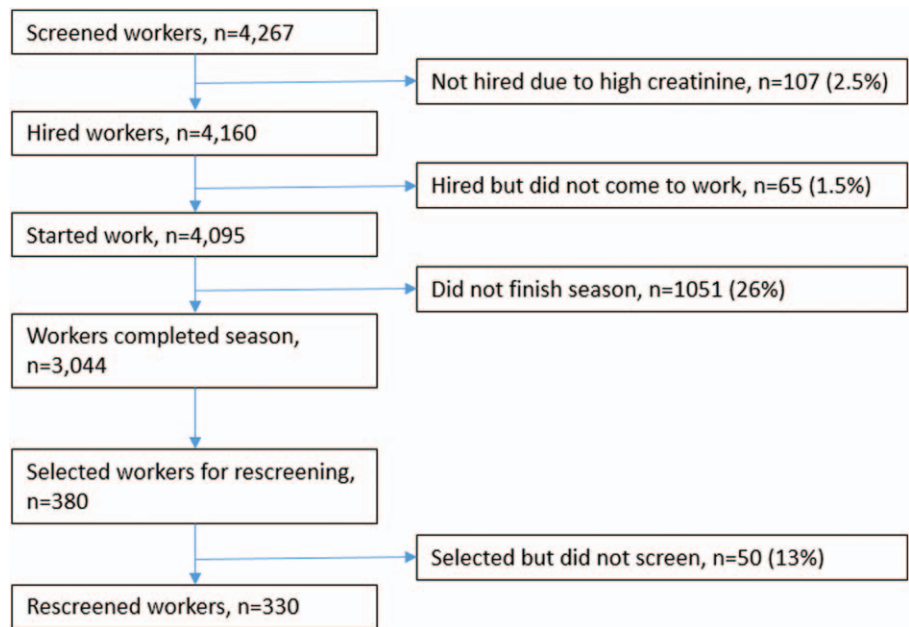 Screened workers, n=4,267
Not hired due to high creatinine, n=107 (2.5%)
Hired workers, n=4,160
Hired but did not come to work, n=65 (1.5%)
Started work, n=4,095
Did not finish season, n=1051 (26%)
Workers completed season,
n=3,044
Selected workers for rescreening,
n=380
Selected but did not screen, n=50 (13%)
Rescreened workers, n=330